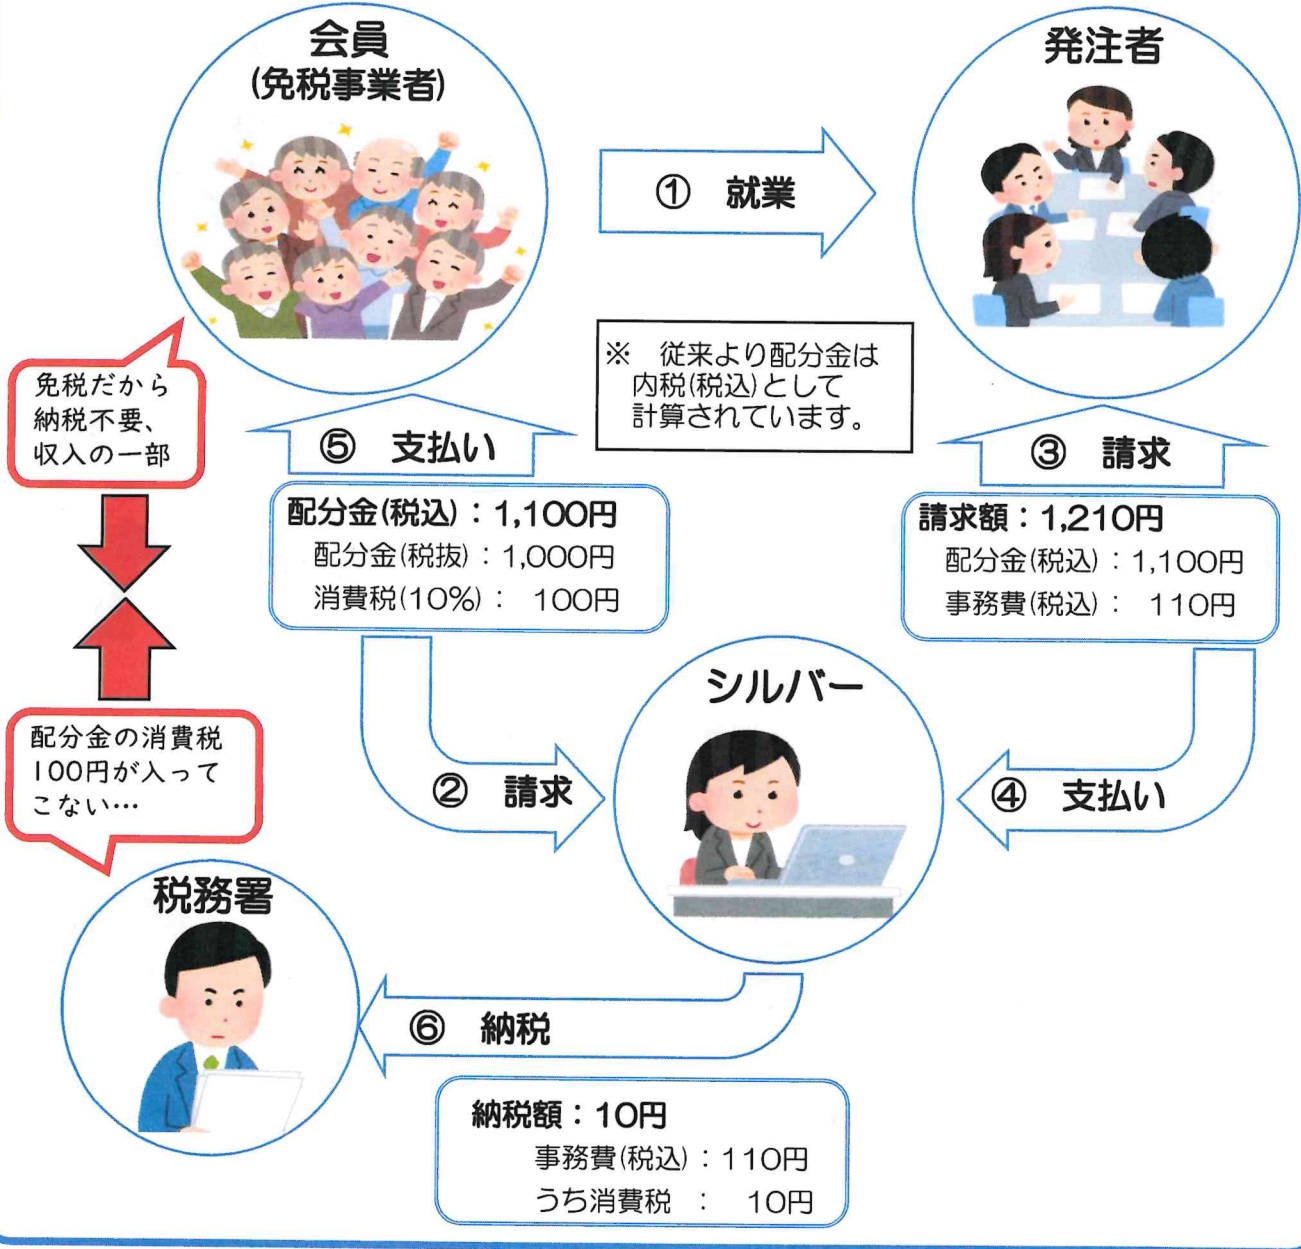 会員
(免税事業者)
発注者
① 就業
※ 従来より配分金は
内税(税込)として
計算されています。
免税だから
納税不要、
収入の一部
⑤ 支払い
③ 請求
配分金(税込)：1,100円
配分金(税抜)：1,000円
消費税(10%)： 100円
請求額：1,210円
配分金(税込)：1,100円
事務費(税込)： 110円
シルバー
配分金の消費税
100円が入って
こない…
② 請求
④ 支払い
税務署
⑥ 納税
納税額：10円
事務費(税込)：110円
うち消費税 ： 10円